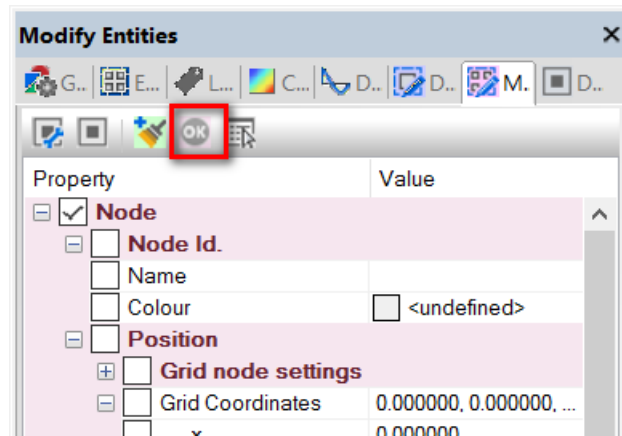 Modify Entities
G.. E... L... C... D.. D.. M. D..
OK
Property Value
Node
Node Id.
Name
Colour <undefined>
Position
Grid node settings
Grid Coordinates 0.000000, 0.000000, ...
x 0.000000